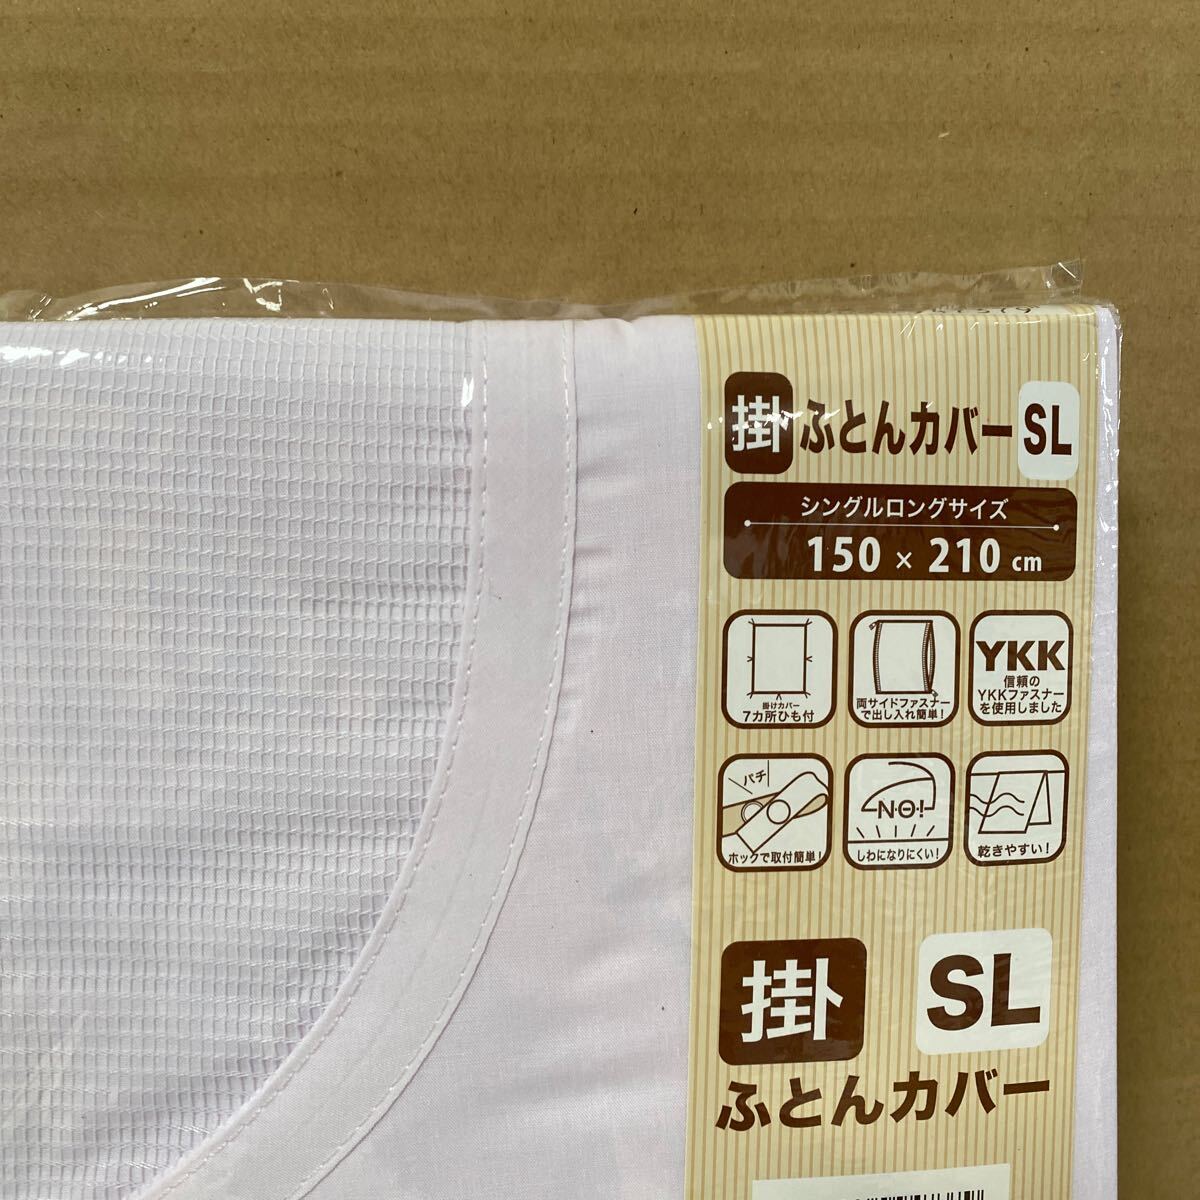 掛 ふとんカバー SL
シングルロングサイズ
150 × 210 cm
掛けカバー
7カ所ひも付
両サイドファスナー
で出し入れ簡単!
YKK
信頼の
YKKファスナー
を使用しました
パチ
ホックで取付簡単!
N·O!
しわになりにくい!
乾きやすい!
掛 SL
ふとんカバー